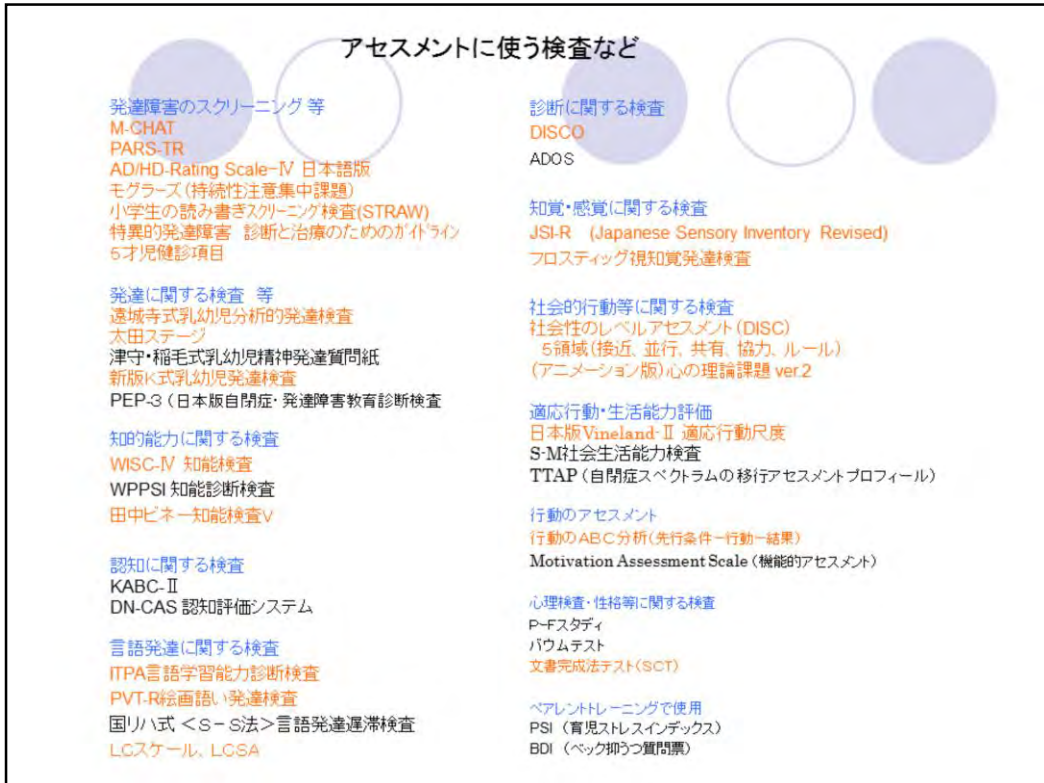 アセスメントに使う検査など
発達障害のスクリーニング 等
M-CHAT
PARS-TR
AD/HD-Rating Scale-Ⅳ 日本語版
モグラーズ(持続性注意集中課題)
小学生の読み書きスクリーニング検査(STRAW)
特異的発達障害 診断と治療のためのガイドライン
5才児健診項目
発達に関する検査 等
遠城寺式乳幼児分析的発達検査
太田ステージ
津守・稲毛式乳幼児精神発達質問紙
新版K式乳幼児発達検査
PEP-3(日本版自閉症・発達障害教育診断検査
知的能力に関する検査
WISC-Ⅳ 知能検査
WPPSI 知能診断検査
田中ビネー知能検査Ⅴ
認知に関する検査
KABC-Ⅱ
DN-CAS 認知評価システム
言語発達に関する検査
ITPA言語学習能力診断検査
PVT-R絵画語い発達検査
国リハ式 <S-S法>言語発達遅滞検査
LCスケール、LCSA
診断に関する検査
DISCO
ADOS
知覚・感覚に関する検査
JSI-R (Japanese Sensory Inventory Revised)
フロスティッグ視知覚発達検査
社会的行動等に関する検査
社会性のレベルアセスメント(DISC)
5領域(接近、並行、共有、協力、ルール)
(アニメーション版)心の理論課題 ver.2
適応行動・生活能力評価
日本版Vineland-Ⅱ 適応行動尺度
S-M社会生活能力検査
TTAP(自閉症スペクトラムの移行アセスメントプロフィール)
行動のアセスメント
行動のABC分析(先行条件ー行動ー結果)
Motivation Assessment Scale(機能的アセスメント)
心理検査・性格等に関する検査
P-Fスタディ
バウムテスト
文書完成法テスト(SCT)
ペアレントトレーニングで使用
PSI (育児ストレスインデックス)
BDI (ベック抑うつ質問票)